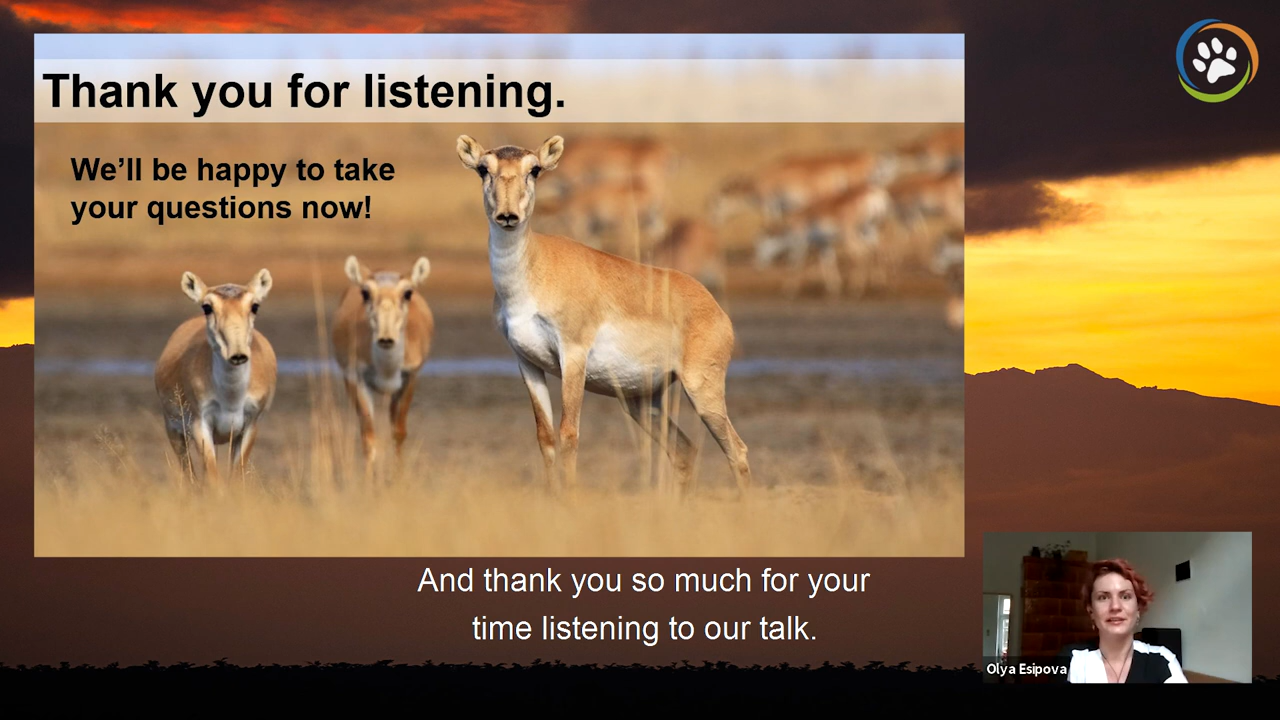 Thank you for listening.
We’ll be happy to take
your questions now!
And thank you so much for your
time listening to our talk.
Olya Esipova